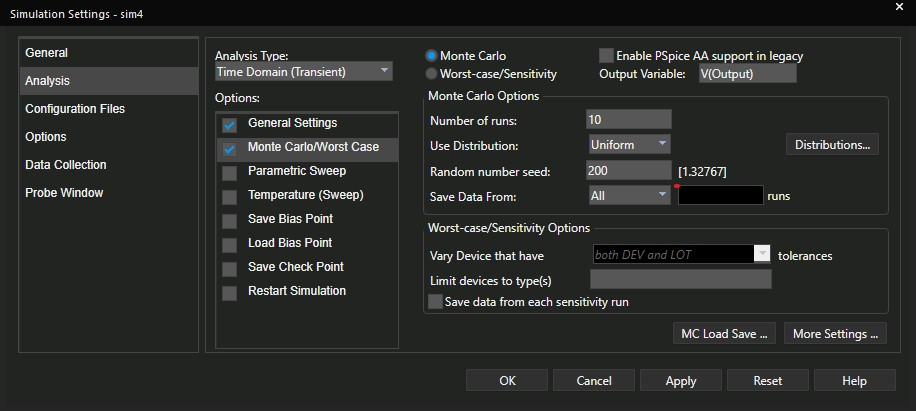 Simulation Settings - sim4
General
Analysis
Configuration Files
Options
Data Collection
Probe Window
Analysis Type:
Time Domain (Transient)
Options:
General Settings
Monte Carlo/Worst Case
Parametric Sweep
Temperature (Sweep)
Save Bias Point
Load Bias Point
Save Check Point
Restart Simulation
Monte Carlo
Worst-case/Sensitivity
Enable PSpice AA support in legacy
Output Variable: V(Output)
Monte Carlo Options
Number of runs: 10
Use Distribution: Uniform Distributions...
Random number seed: 200 [1.32767]
Save Data From: All runs
Worst-case/Sensitivity Options
Vary Device that have both DEV and LOT tolerances
Limit devices to type(s)
Save data from each sensitivity run
MC Load Save ... More Settings ...
OK Cancel Apply Reset Help